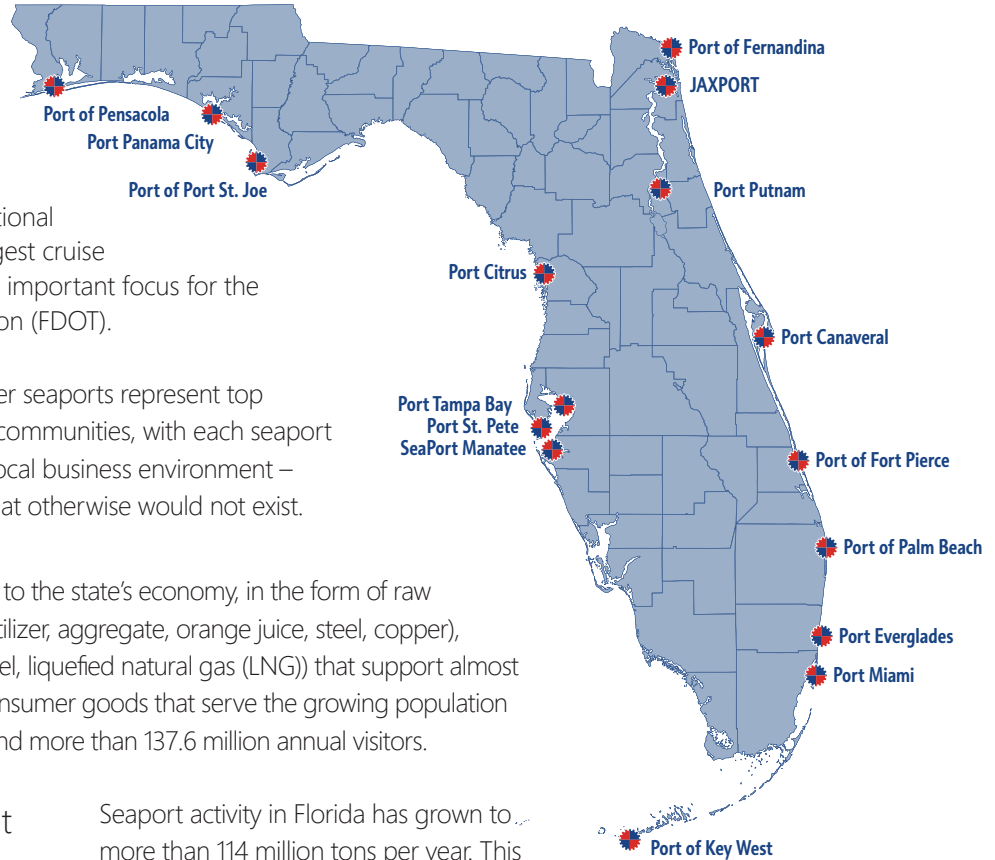 Port of Fernandina
JAXPORT
Port of Pensacola
Port Panama City
Port of Port St. Joe
Port Putnam
Port Citrus
Port Canaveral
Port Tampa Bay
Port St. Pete
SeaPort Manatee
Port of Fort Pierce
Port of Palm Beach
Port Everglades
Port Miami
Port of Key West
tional
gest cruise
important focus for the
on (FDOT).
er seaports represent top
communities, with each seaport
ocal business environment –
at otherwise would not exist.
to the state's economy, in the form of raw
tilizer, aggregate, orange juice, steel, copper),
el, liquefied natural gas (LNG)) that support almost
onsumer goods that serve the growing population
nd more than 137.6 million annual visitors.
t
Seaport activity in Florida has grown to
more than 114 million tons per year. This